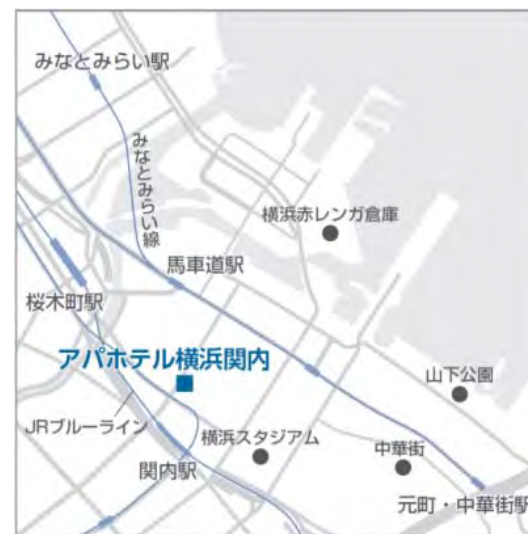 みなとみらい駅
みなとみらい線
横浜赤レンガ倉庫
馬車道駅
桜木町駅
アパホテル横浜関内
山下公園
JRブルーライン
横浜スタジアム
中華街
関内駅
元町・中華街駅